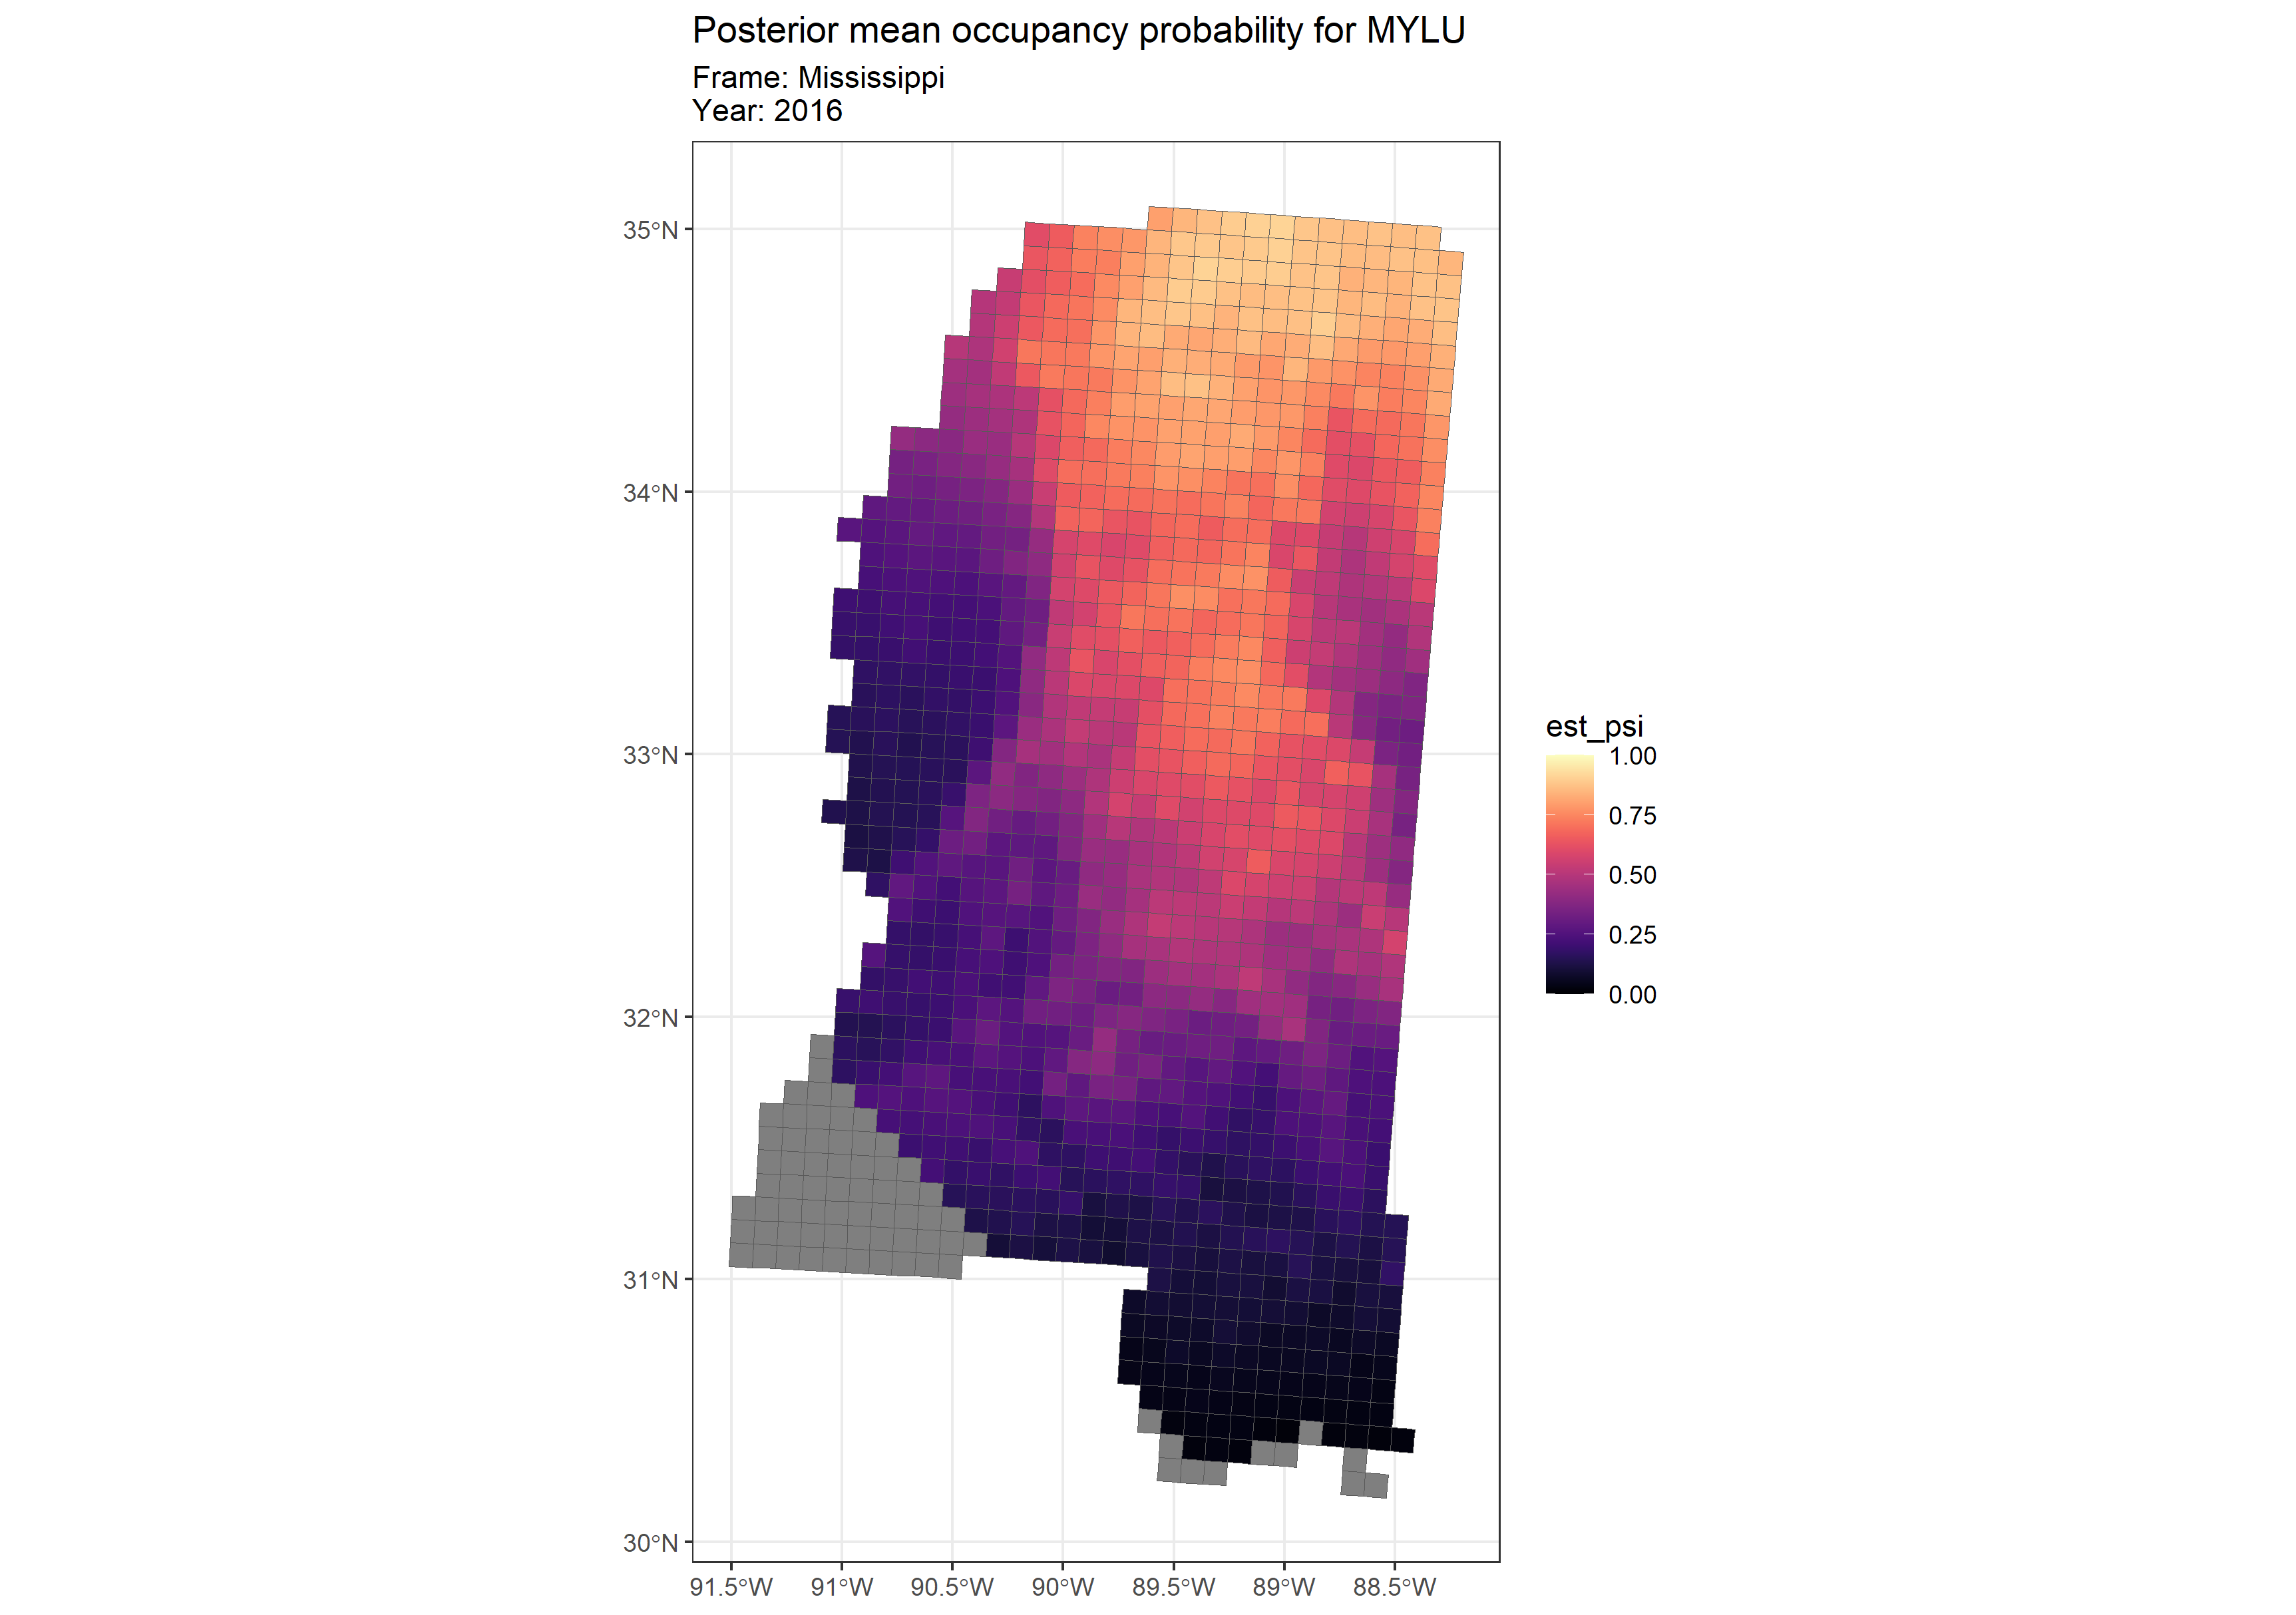 Posterior mean occupancy probability for MYLU
Frame: Mississippi
Year: 2016
35°N
34°N
33°N
32°N
31°N
30°N
91.5°W 91°W 90.5°W 90°W 89.5°W 89°W 88.5°W
est_psi
1.00
0.75
0.50
0.25
0.00